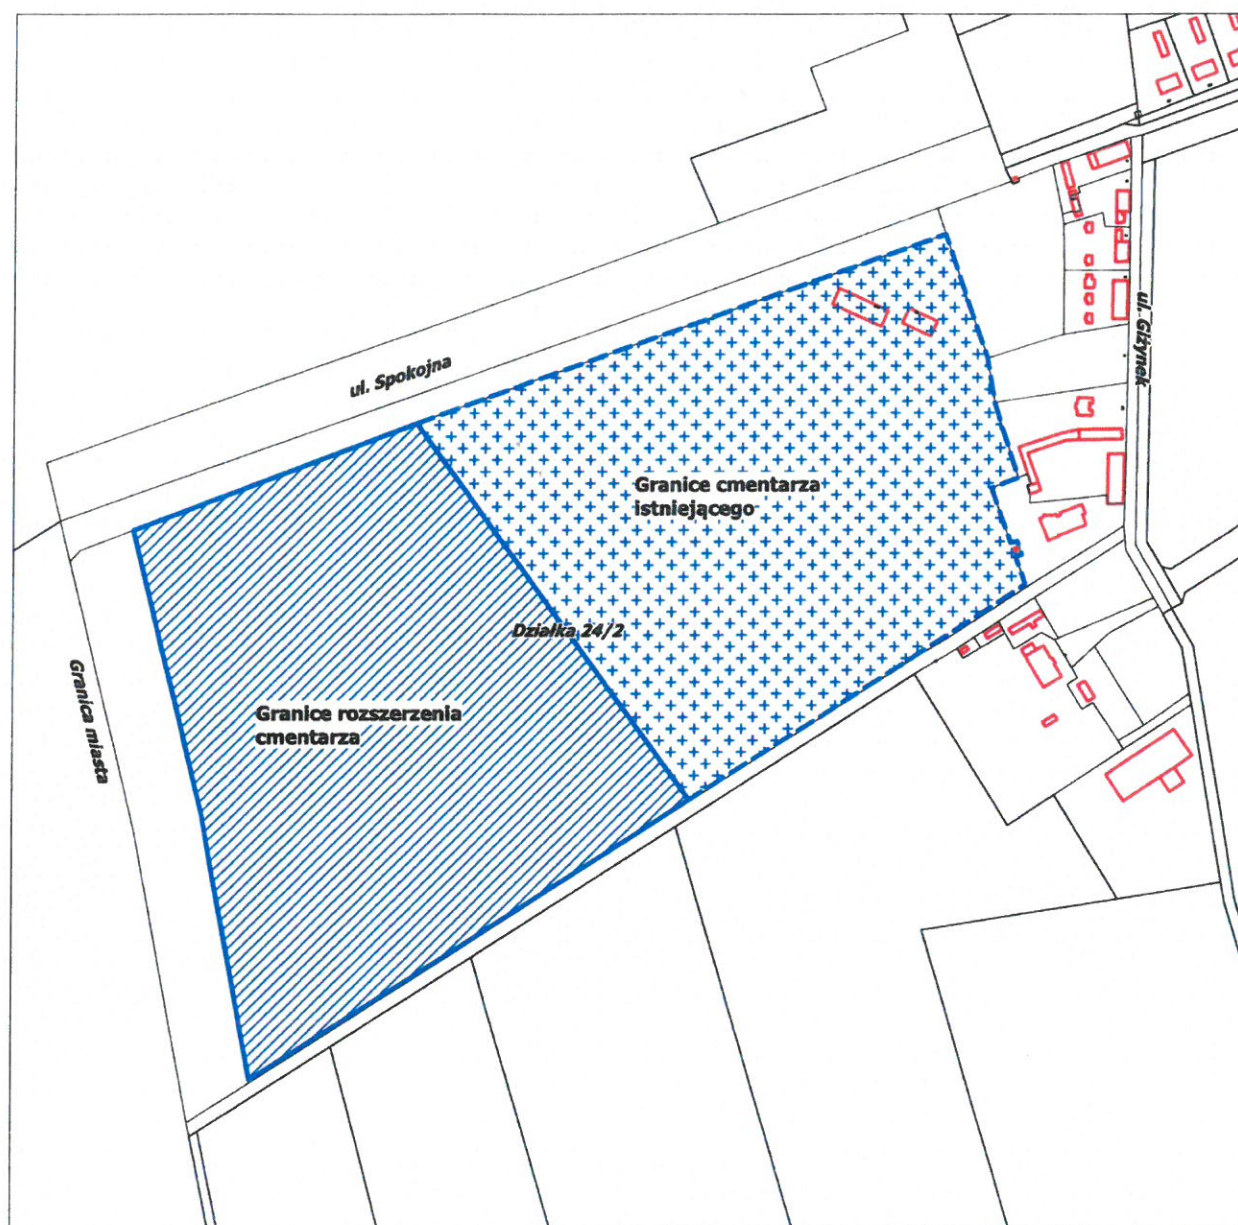 ul. Giżynek
ul. Spokojna
Granice cmentarza
istniejącego
Działka 24/2
Granica miasta
Granice rozszerzenia
cmentarza